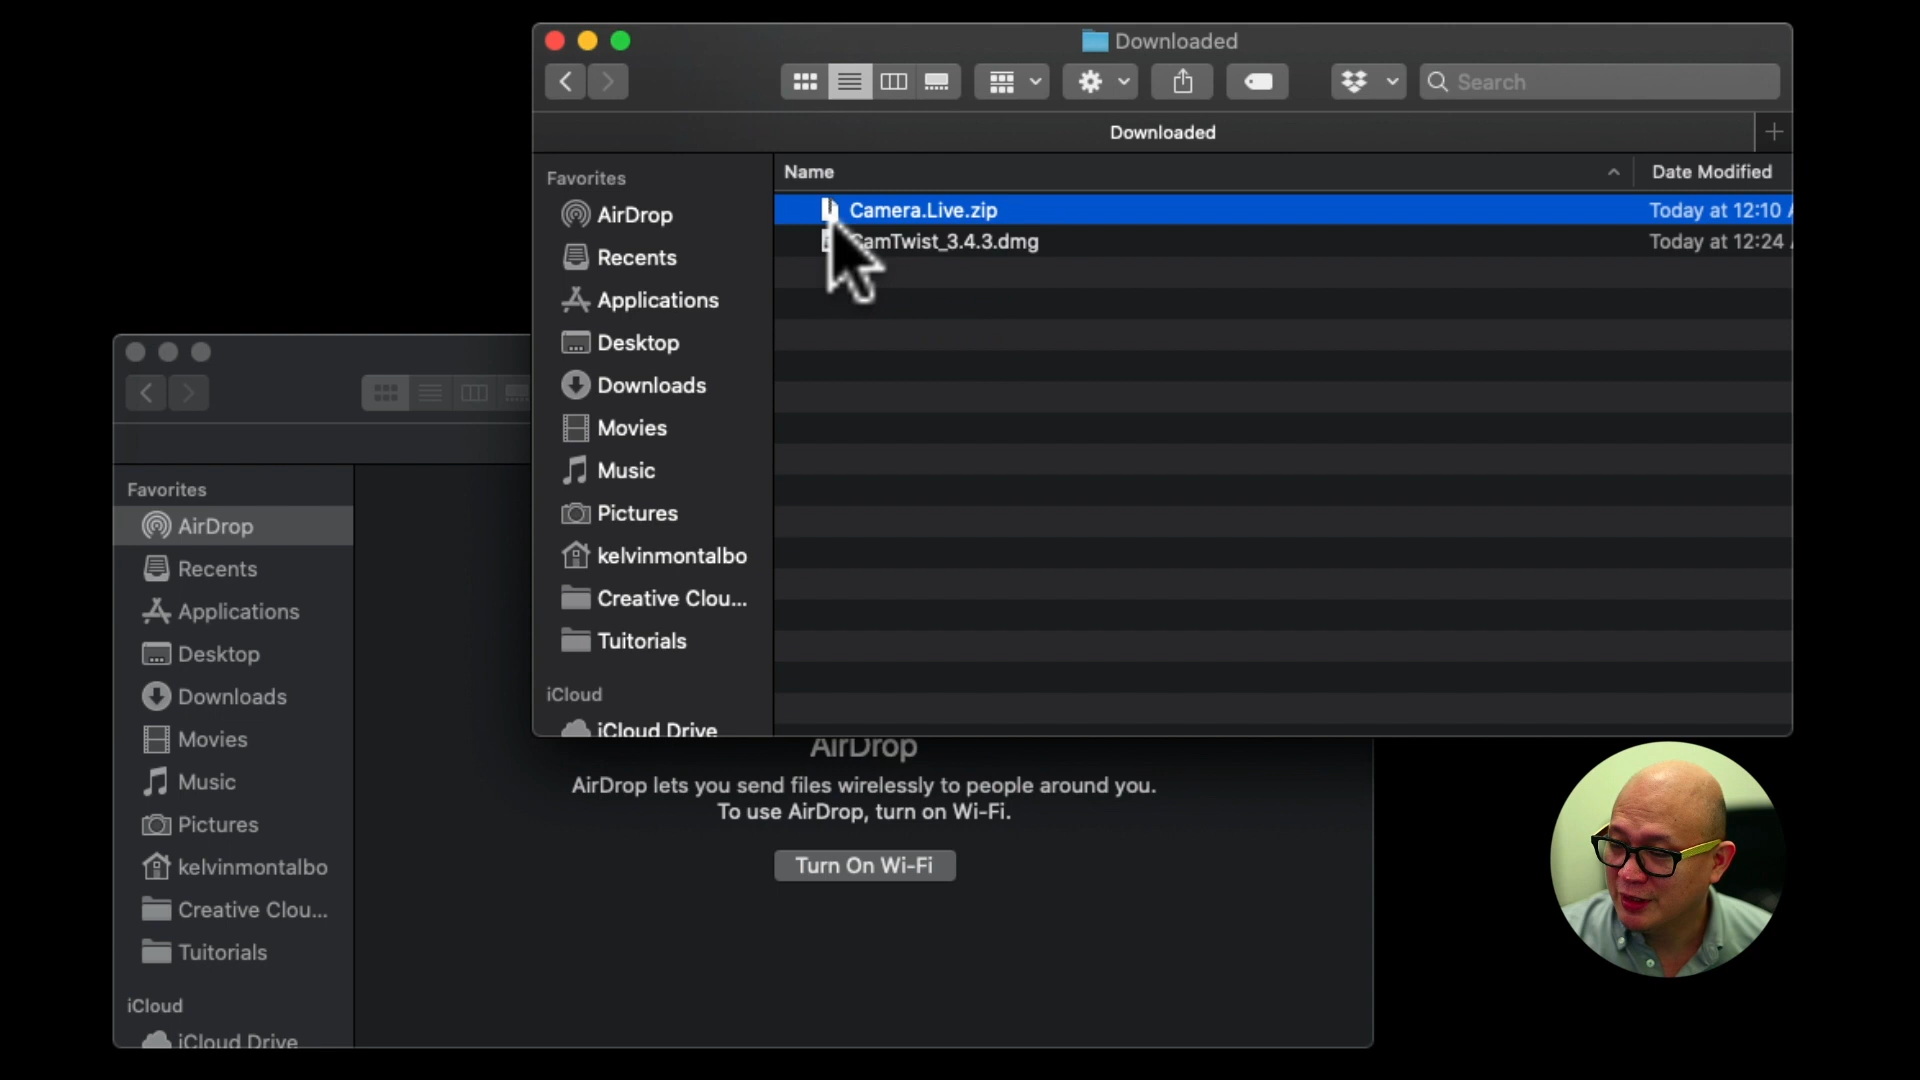 Downloaded
Search
Downloaded
Name
Date Modified
Favorites
AirDrop
Recents
Applications
Desktop
Downloads
Movies
Music
Pictures
kelvinmontalbo
Creative Clou...
Tuitorials
iCloud
iCloud Drive
Camera.Live.zip
Today at 12:10
CamTwist_3.4.3.dmg
Today at 12:24
Favorites
AirDrop
Recents
Applications
Desktop
Downloads
Movies
Music
Pictures
kelvinmontalbo
Creative Clou...
Tuitorials
iCloud
iCloud Drive
AirDrop
AirDrop lets you send files wirelessly to people around you.
To use AirDrop, turn on Wi-Fi.
Turn On Wi-Fi